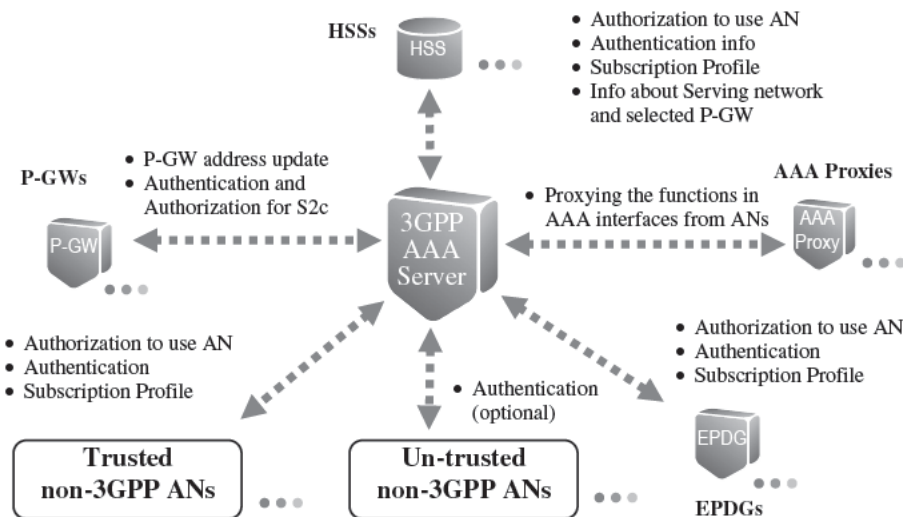 HSSs
HSS
• Authorization to use AN
• Authentication info
• Subscription Profile
• Info about Serving network
and selected P-GW
P-GWs
P-GW
• P-GW address update
• Authentication and
Authorization for S2c
3GPP
AAA
Server
• Proxying the functions in
AAA interfaces from ANs
AAA Proxies
AAA
Proxy
• Authorization to use AN
• Authentication
• Subscription Profile
Trusted
non-3GPP ANs
• Authentication
(optional)
Un-trusted
non-3GPP ANs
• Authorization to use AN
• Authentication
• Subscription Profile
EPDG
EPDGs